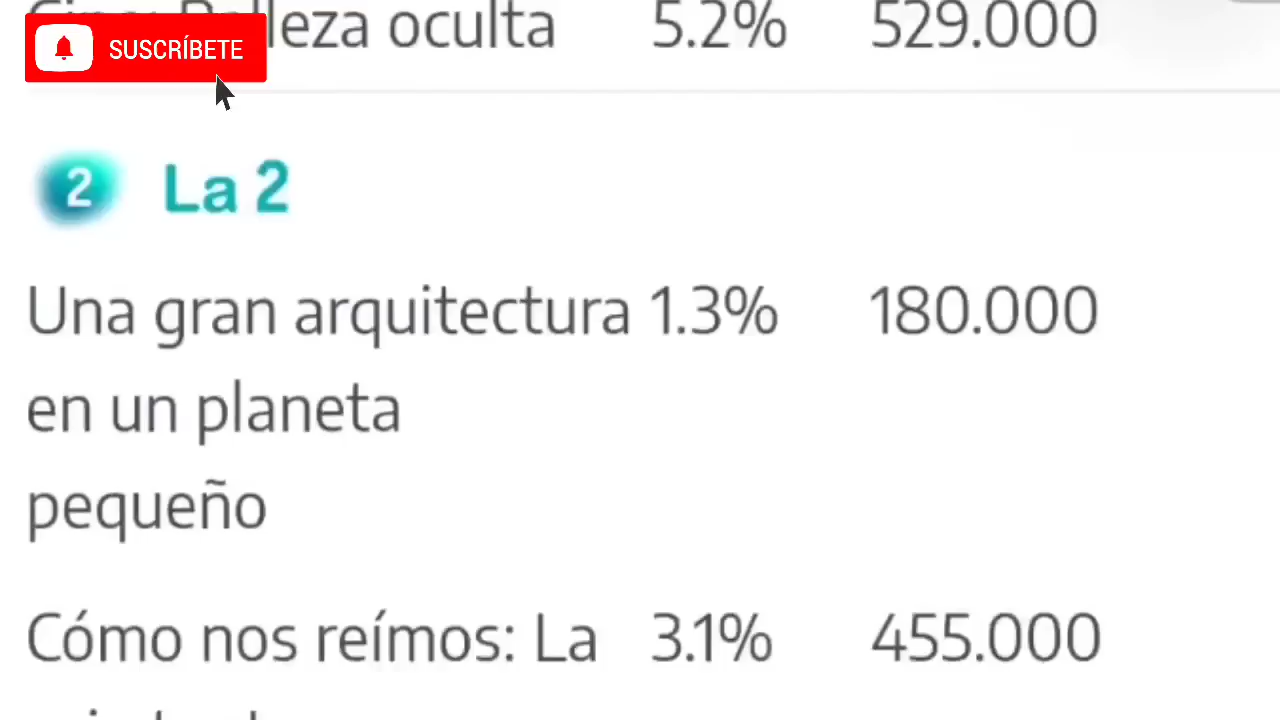 lleza oculta 5.2% 529.000
SUSCRÍBETE
2 La 2
Una gran arquitectura 1.3% 180.000
en un planeta
pequeño
Cómo nos reímos: La 3.1% 455.000